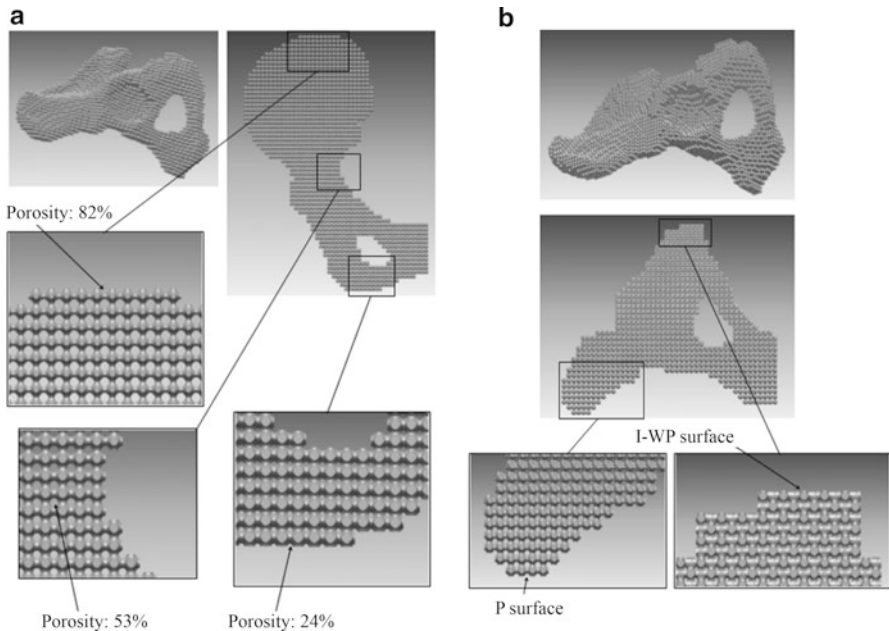 a
b
Porosity: 82%
I-WP surface
Porosity: 53%
Porosity: 24%
P surface